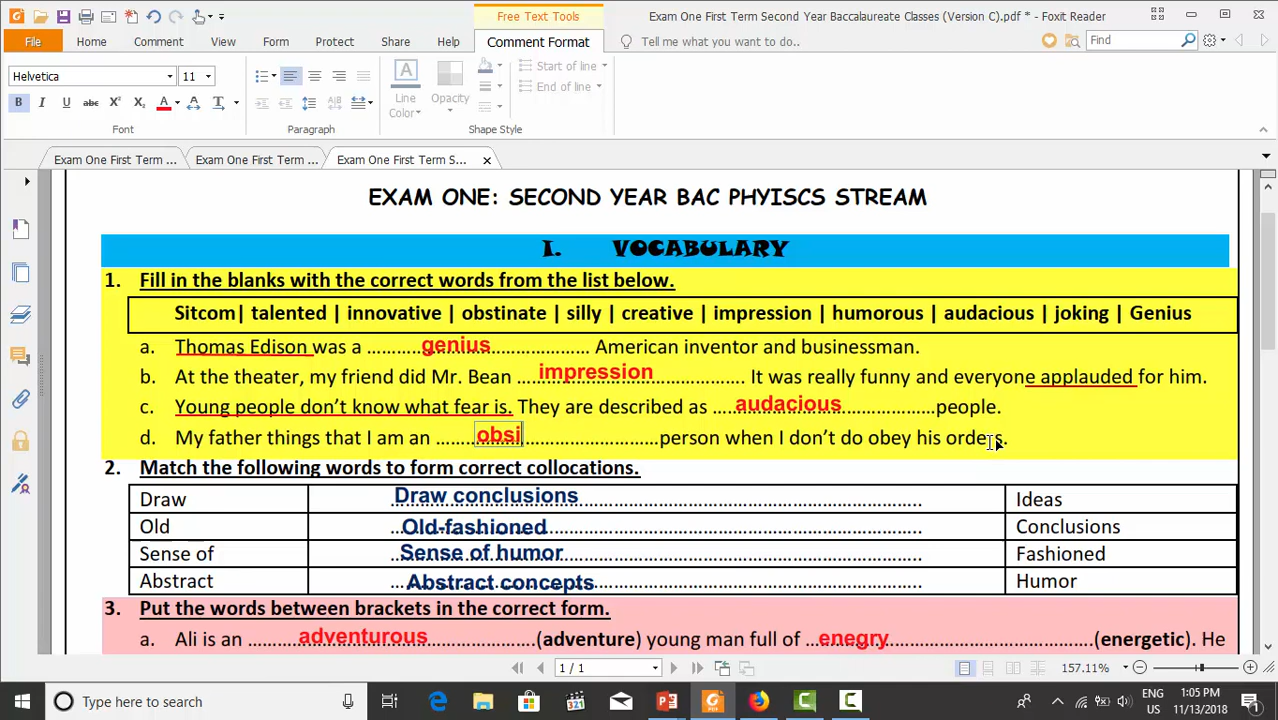 Free Text Tools
Exam One First Term Second Year Baccalaureate Classes (Version C).pdf * - Foxit Reader
File Home Comment View Form Protect Share Help Comment Format Tell me what you want to do.. Find
Helvetica 11 Start of line
B I U abc X² X₂ A A T Line Color Opacity End of line
Font Paragraph Shape Style
Exam One First Term ... Exam One First Term ... Exam One First Term S...
EXAM ONE: SECOND YEAR BAC PHYISCS STREAM
I. VOCABULARY
1. Fill in the blanks with the correct words from the list below.
Sitcom| talented | innovative | obstinate | silly | creative | impression | humorous | audacious | joking | Genius
a. Thomas Edison was a ............genius............ American inventor and businessman.
b. At the theater, my friend did Mr. Bean ....impression............. It was really funny and everyone applauded for him.
c. Young people don't know what fear is. They are described as ....audacious............people.
d. My father things that I am an .......obsi...................person when I don't do obey his orders.
2. Match the following words to form correct collocations.
Draw Draw conclusions Ideas
Old Old-fashioned Conclusions
Sense of Sense of humor Fashioned
Abstract Abstract concepts Humor
3. Put the words between brackets in the correct form.
a. Ali is an .........adventurous..............(adventure) young man full of ..enegry.......................(energetic). He
1 / 1 157.11%
Type here to search
321
ENG
US
1:05 PM
11/13/2018
1